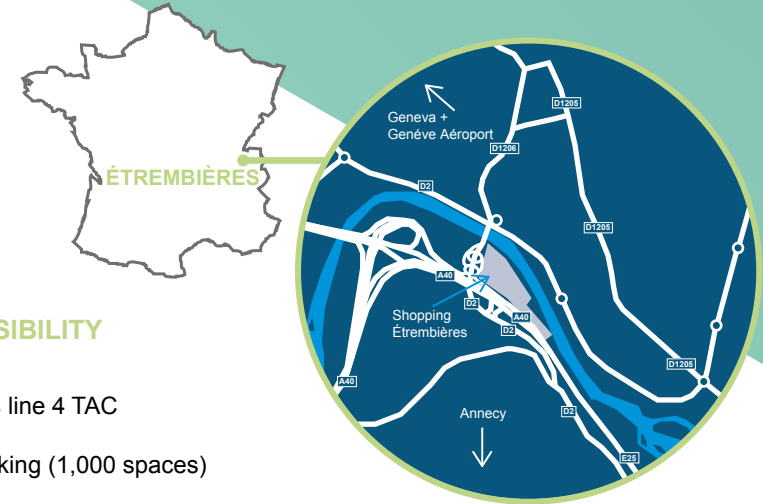 ÉTREMBIÈRES
Geneva +
Genéve Aéroport
D1205
D1206
D2
D1205
A40
Shopping
Étrembières
D2
A40
D2
A40
D1205
D2
Annecy
E25
SIBILITY
line 4 TAC
king (1,000 spaces)